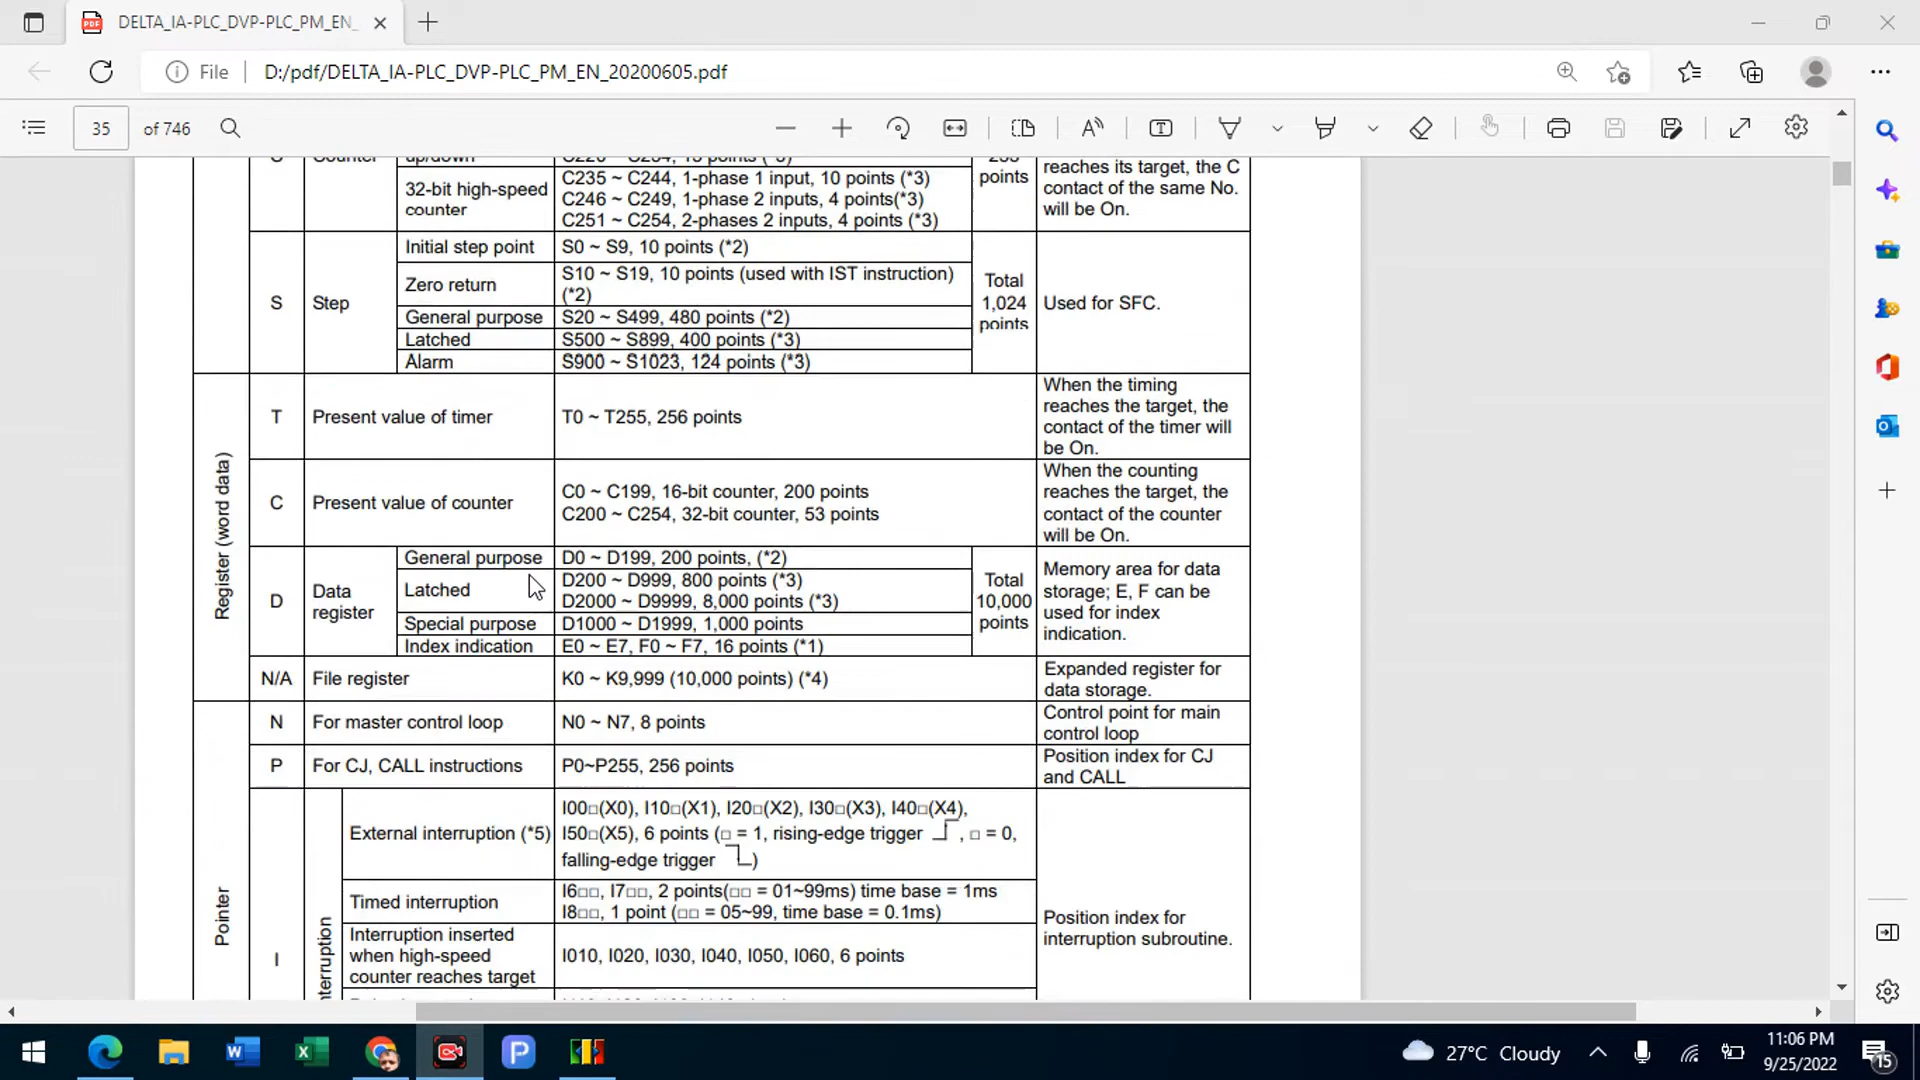 DELTA_IA-PLC_DVP-PLC_PM_EN_
File
D:/pdf/DELTA_IA-PLC_DVP-PLC_PM_EN_20200605.pdf
35 of 746
reaches its target, the C
contact of the same No.
will be On.
points
32-bit high-speed
counter
C235 ~ C244, 1-phase 1 input, 10 points (*3)
C246 ~ C249, 1-phase 2 inputs, 4 points(*3)
C251 ~ C254, 2-phases 2 inputs, 4 points (*3)
S
Step
Initial step point
S0 ~ S9, 10 points (*2)
Zero return
S10 ~ S19, 10 points (used with IST instruction)
(*2)
General purpose
S20 ~ S499, 480 points (*2)
Latched
S500 ~ S899, 400 points (*3)
Alarm
S900 ~ S1023, 124 points (*3)
Total
1,024
points
Used for SFC.
Register (word data)
T
Present value of timer
T0 ~ T255, 256 points
When the timing
reaches the target, the
contact of the timer will
be On.
C
Present value of counter
C0 ~ C199, 16-bit counter, 200 points
C200 ~ C254, 32-bit counter, 53 points
When the counting
reaches the target, the
contact of the counter
will be On.
D
Data
register
General purpose
D0 ~ D199, 200 points, (*2)
Latched
D200 ~ D999, 800 points (*3)
D2000 ~ D9999, 8,000 points (*3)
Special purpose
D1000 ~ D1999, 1,000 points
Index indication
E0 ~ E7, F0 ~ F7, 16 points (*1)
Total
10,000
points
Memory area for data
storage; E, F can be
used for index
indication.
N/A
File register
K0 ~ K9,999 (10,000 points) (*4)
Expanded register for
data storage.
Pointer
N
For master control loop
N0 ~ N7, 8 points
Control point for main
control loop
P
For CJ, CALL instructions
P0~P255, 256 points
Position index for CJ
and CALL
I
External interruption (*5)
I00□(X0), I10□(X1), I20□(X2), I30□(X3), I40□(X4),
I50□(X5), 6 points (□ = 1, rising-edge trigger , □ = 0,
falling-edge trigger )
Timed interruption
I6□□, I7□□, 2 points(□□ = 01~99ms) time base = 1ms
I8□□, 1 point (□□ = 05~99, time base = 0.1ms)
Interruption inserted
when high-speed
counter reaches target
I010, I020, I030, I040, I050, I060, 6 points
Position index for
interruption subroutine.
27°C Cloudy
11:06 PM
9/25/2022
15